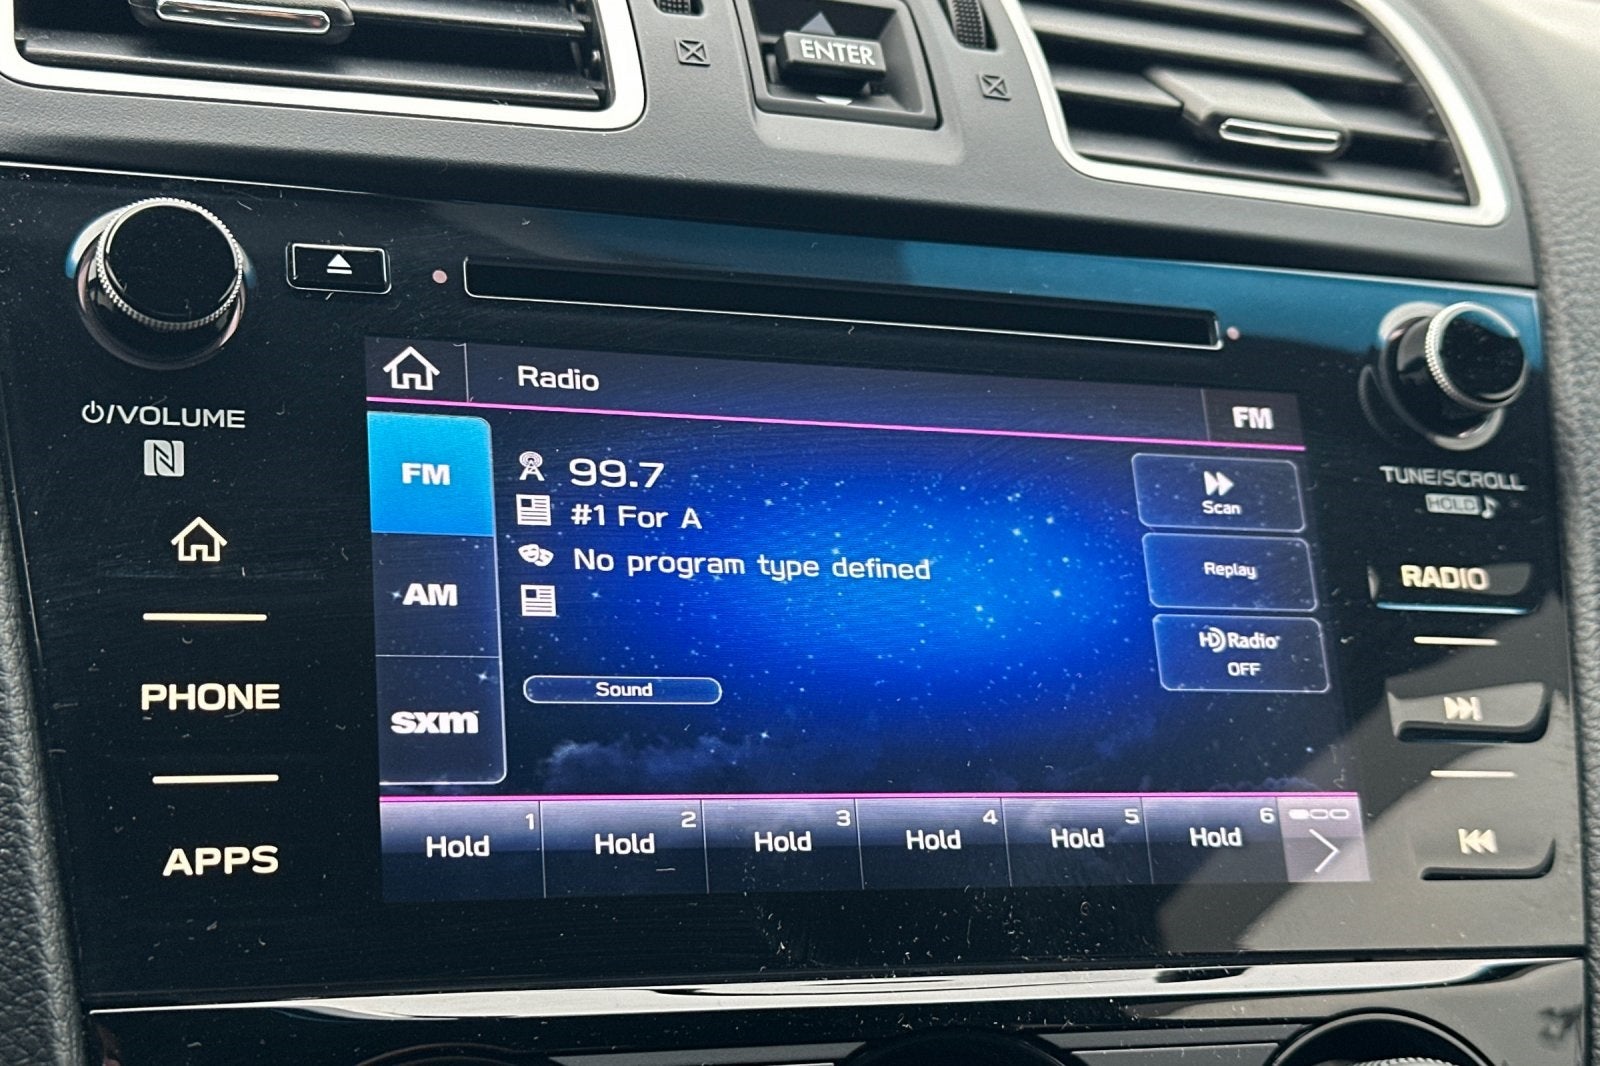 ENTER
⏻/VOLUME
N
PHONE
APPS
Radio
FM
FM
AM
sxm
99.7
#1 For A
No program type defined
Sound
Scan
Replay
HD Radio
OFF
1
Hold
2
Hold
3
Hold
4
Hold
5
Hold
6
Hold
TUNE/SCROLL
HOLD ♪
RADIO